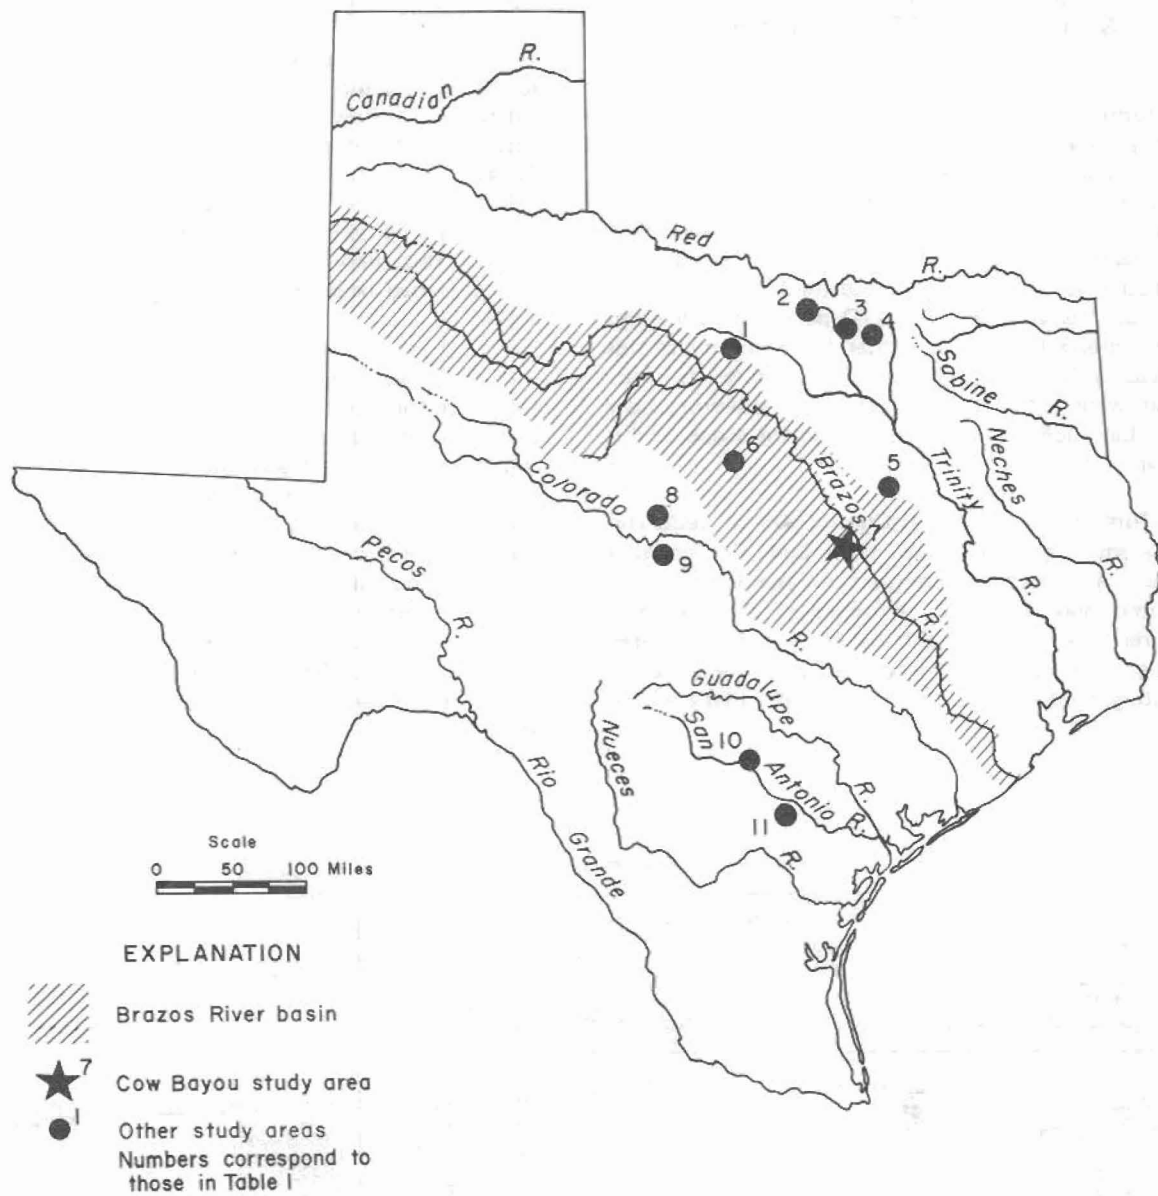 Canadian R.
Red R.
2
3
4
1
Sabine R.
Neches R.
Trinity R.
6
5
Brazos R.
7
Colorado R.
8
9
Pecos R.
Guadalupe R.
San Antonio R.
10
11
Nueces R.
Rio Grande
Scale
0 50 100 Miles
EXPLANATION
Brazos River basin
7
Cow Bayou study area
1
Other study areas
Numbers correspond to
those in Table I